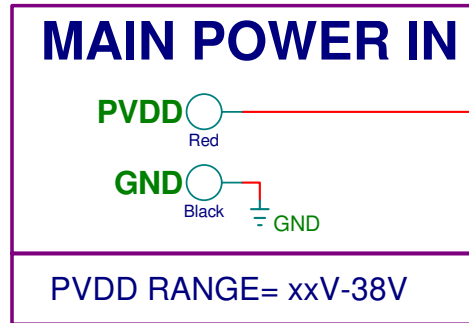 MAIN POWER IN
PVDD
Red
GND
Black
GND
PVDD RANGE= xxV-38V